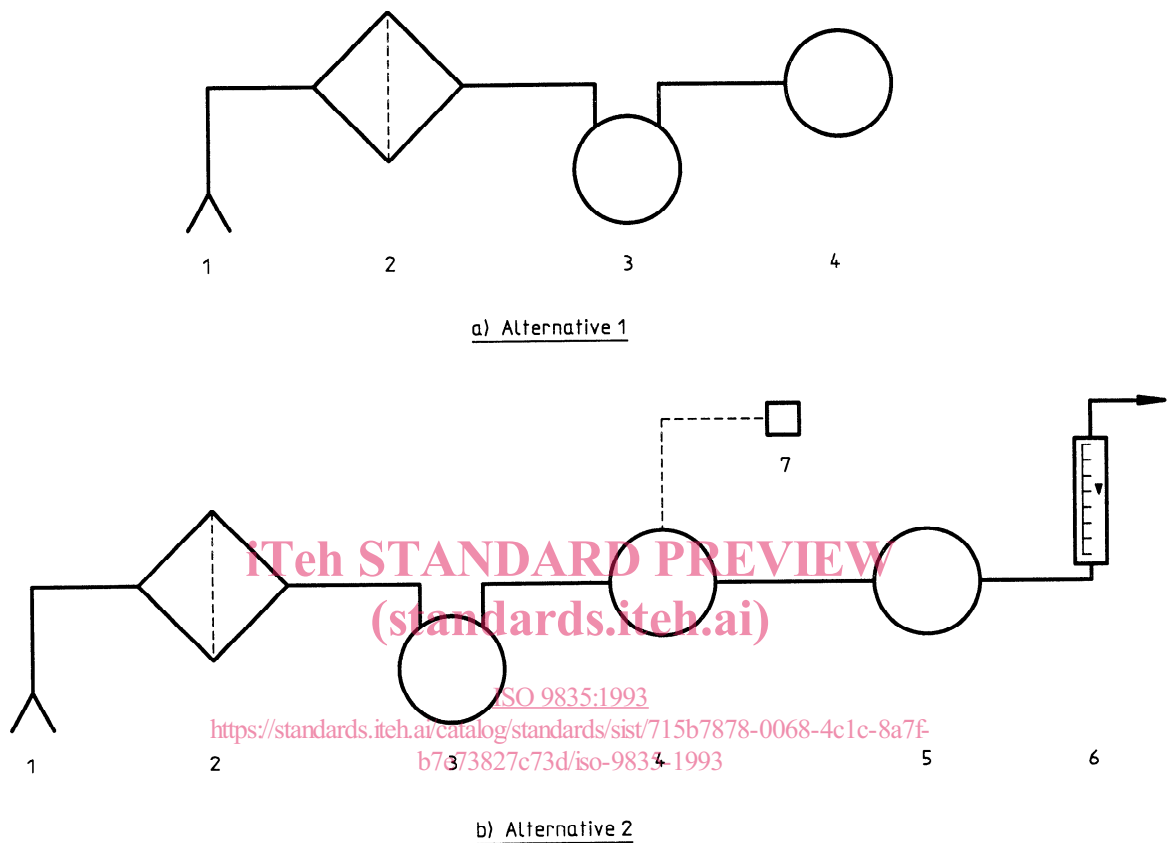 1 2 3 4
a) Alternative 1
7
iTeh STANDARD PREVIEW
(standards.iteh.ai)
ISO 9835:1993
https://standards.iteh.ai/catalog/standards/sist/715b7878-0068-4c1c-8a7f-
b7e73827c73d/iso-9835-1993
1 2 3 4 5 6
b) Alternative 2